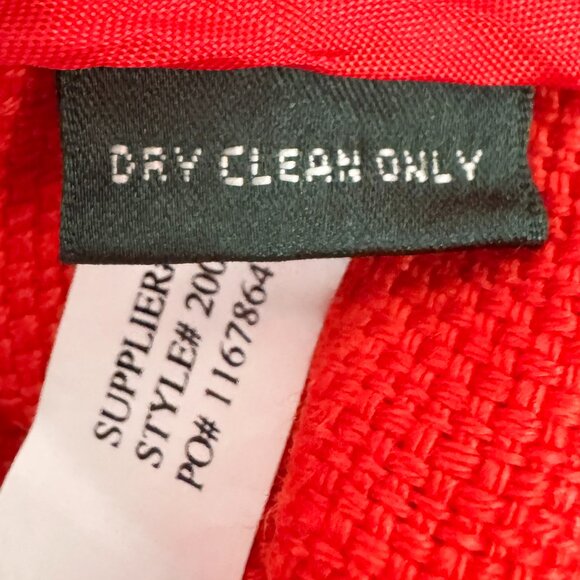 DRY CLEAN ONLY
SUPPLIER
STYLE# 200
PO# 1167864